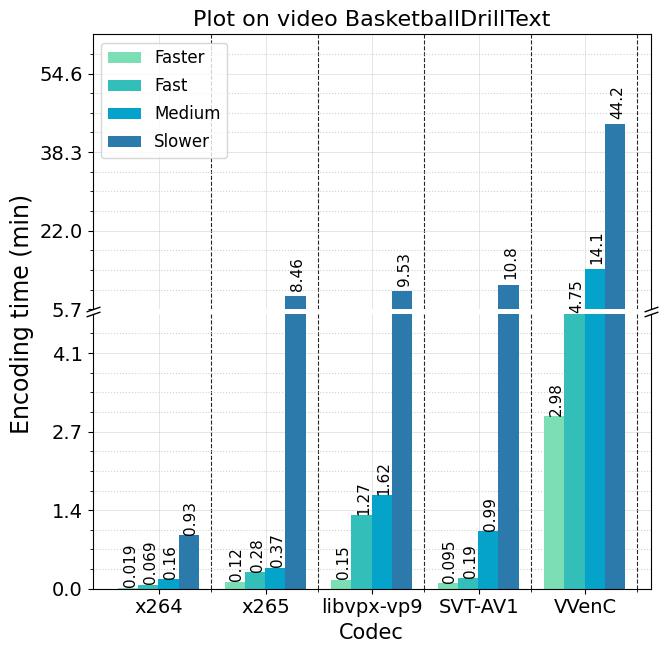 Plot on video BasketballDrillText
Faster
Fast
Medium
Slower
Encoding time (min)
54.6
38.3
22.0
5.7
4.1
2.7
1.4
0.0
0.019
0.069
0.16
0.93
0.12
0.28
0.37
8.46
0.15
1.27
1.62
9.53
0.095
0.19
0.99
10.8
2.98
4.75
14.1
44.2
x264
x265
libvpx-vp9
SVT-AV1
VVenC
Codec